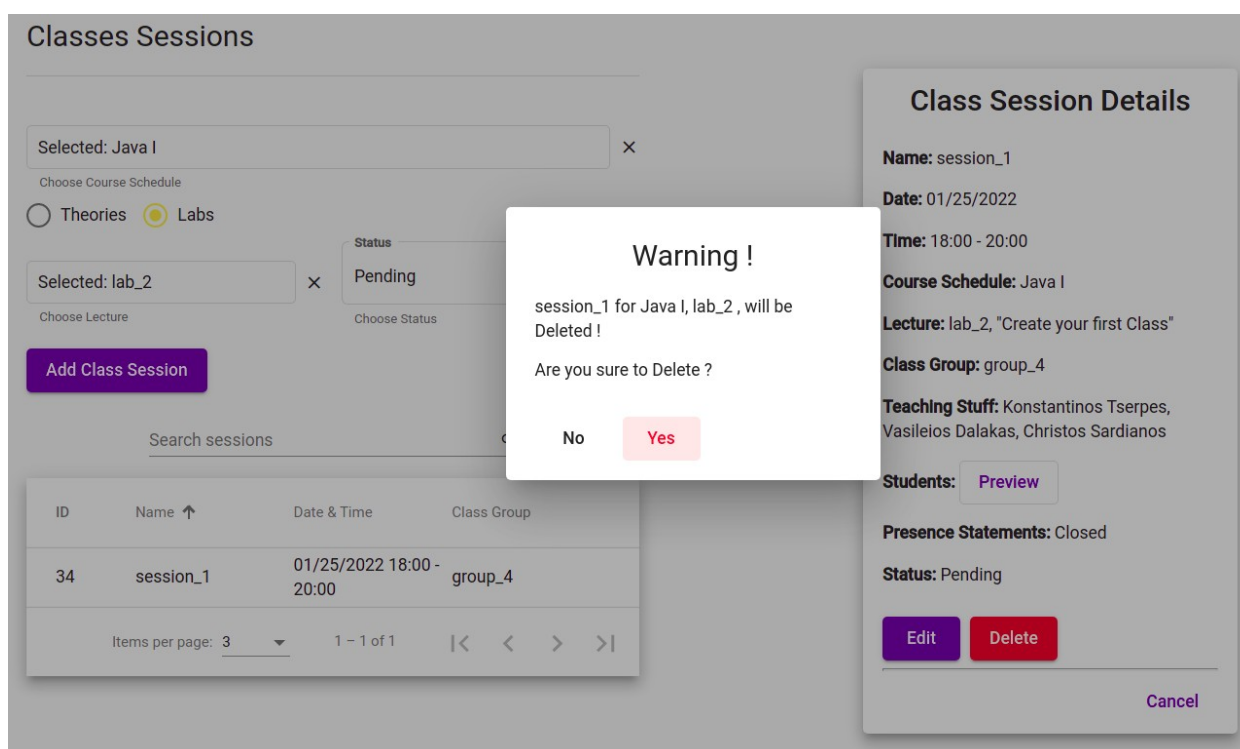 Classes Sessions
Selected: Java I
×
Choose Course Schedule
Theories
Labs
Selected: lab_2
×
Choose Lecture
Status
Pending
Choose Status
Add Class Session
Search sessions
ID Name Date & Time Class Group
34 session_1 01/25/2022 18:00 - group_4
20:00
Items per page: 3 1 – 1 of 1
Warning !
session_1 for Java I, lab_2 , will be
Deleted !
Are you sure to Delete ?
No Yes
Class Session Details
Name: session_1
Date: 01/25/2022
TIme: 18:00 - 20:00
Course Schedule: Java I
Lecture: lab_2, "Create your first Class"
Class Group: group_4
Teaching Stuff: Konstantinos Tserpes,
Vasileios Dalakas, Christos Sardianos
Students: Preview
Presence Statements: Closed
Status: Pending
Edit Delete
Cancel